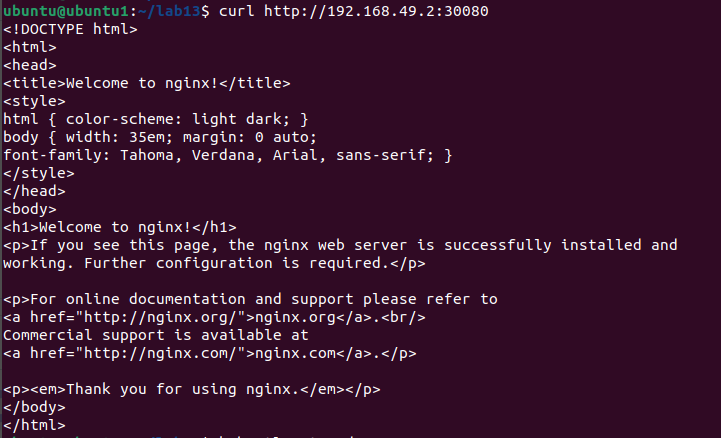 ubuntu@ubuntu1:~/lab13$ curl http://192.168.49.2:30080
<!DOCTYPE html>
<html>
<head>
<title>Welcome to nginx!</title>
<style>
html { color-scheme: light dark; }
body { width: 35em; margin: 0 auto;
font-family: Tahoma, Verdana, Arial, sans-serif; }
</style>
</head>
<body>
<h1>Welcome to nginx!</h1>
<p>If you see this page, the nginx web server is successfully installed and
working. Further configuration is required.</p>

<p>For online documentation and support please refer to
<a href="http://nginx.org/">nginx.org</a>.<br/>
Commercial support is available at
<a href="http://nginx.com/">nginx.com</a>.</p>

<p><em>Thank you for using nginx.</em></p>
</body>
</html>